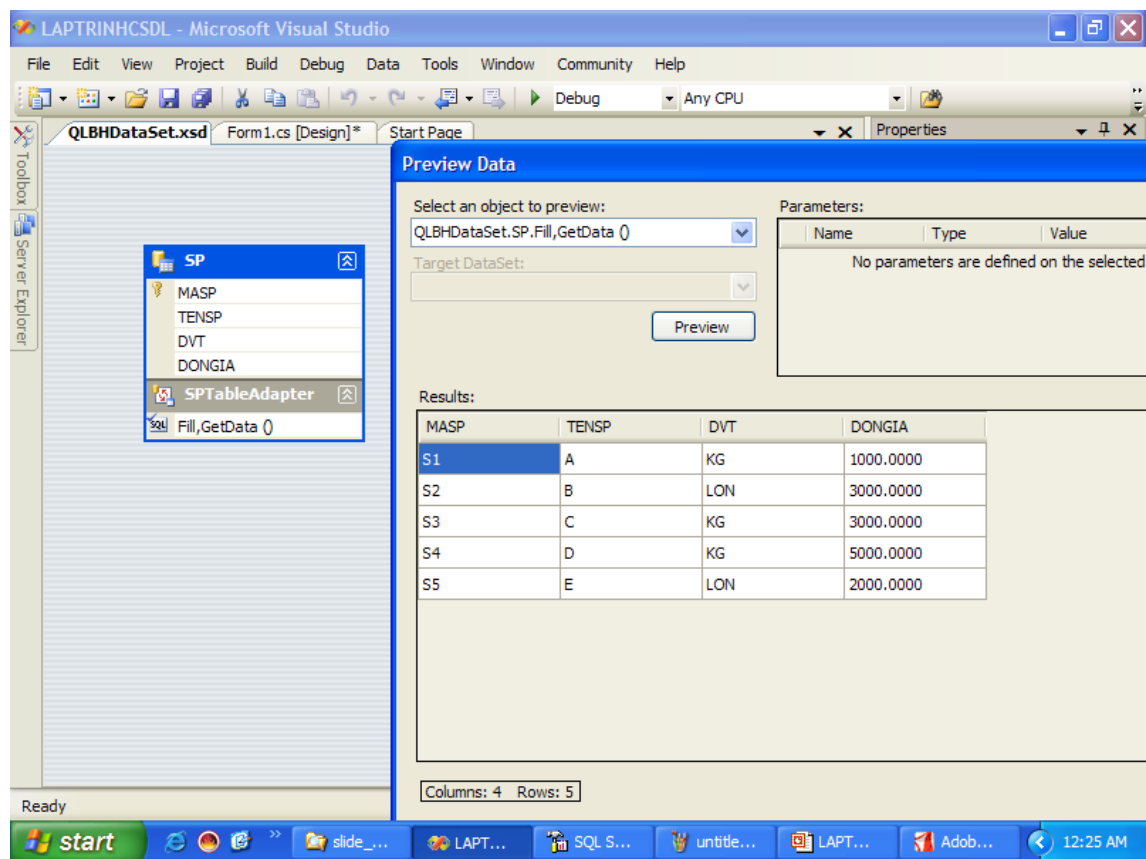 LAPTRINHCSDL - Microsoft Visual Studio
File Edit View Project Build Debug Data Tools Window Community Help
Debug Any CPU
QLBHDataSet.xsd Form1.cs [Design]* Start Page Properties
Toolbox
Server Explorer
Preview Data
Select an object to preview:
QLBHDataSet.SP.Fill,GetData ()
Target DataSet:
Preview
Parameters:
Name Type Value
No parameters are defined on the selected
SP
MASP
TENSP
DVT
DONGIA
SPTableAdapter
SQL Fill,GetData ()
Results:
MASP TENSP DVT DONGIA
S1 A KG 1000.0000
S2 B LON 3000.0000
S3 C KG 3000.0000
S4 D KG 5000.0000
S5 E LON 2000.0000
Columns: 4 Rows: 5
Ready
start slide_... LAPT... SQL S... untitle... LAPT... Adob... 12:25 AM